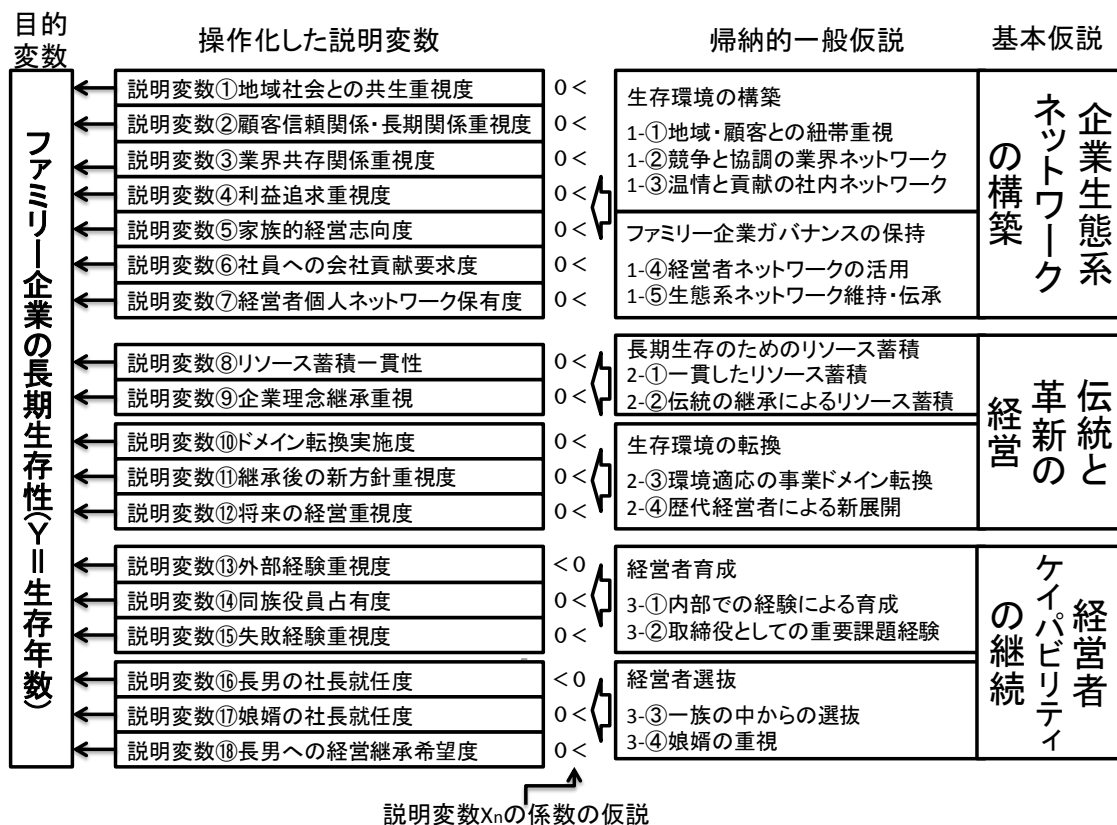 目的
変数
操作化した説明変数
帰納的一般仮説
基本仮説
ファミリー企業の長期生存性(Y=生存年数)
説明変数①地域社会との共生重視度
0<
説明変数②顧客信頼関係・長期関係重視度
0<
説明変数③業界共存関係重視度
0<
説明変数④利益追求重視度
0<
説明変数⑤家族的経営志向度
0<
説明変数⑥社員への会社貢献要求度
0<
説明変数⑦経営者個人ネットワーク保有度
0<
生存環境の構築
1-①地域・顧客との紐帯重視
1-②競争と協調の業界ネットワーク
1-③温情と貢献の社内ネットワーク
ファミリー企業ガバナンスの保持
1-④経営者ネットワークの活用
1-⑤生態系ネットワーク維持・伝承
企業生態系
ネットワーク
の構築
説明変数⑧リソース蓄積一貫性
0<
説明変数⑨企業理念継承重視
0<
説明変数⑩ドメイン転換実施度
0<
説明変数⑪継承後の新方針重視度
0<
説明変数⑫将来の経営重視度
0<
長期生存のためのリソース蓄積
2-①一貫したリソース蓄積
2-②伝統の継承によるリソース蓄積
生存環境の転換
2-③環境適応の事業ドメイン転換
2-④歴代経営者による新展開
伝統と
革新の
経営
説明変数⑬外部経験重視度
<0
説明変数⑭同族役員占有度
0<
説明変数⑮失敗経験重視度
0<
説明変数⑯長男の社長就任度
<0
説明変数⑰娘婿の社長就任度
0<
説明変数⑱長男への経営継承希望度
0<
経営者育成
3-①内部での経験による育成
3-②取締役としての重要課題経験
経営者選抜
3-③一族の中からの選抜
3-④娘婿の重視
経営者
ケイパビリティ
の継続
説明変数Xnの係数の仮説